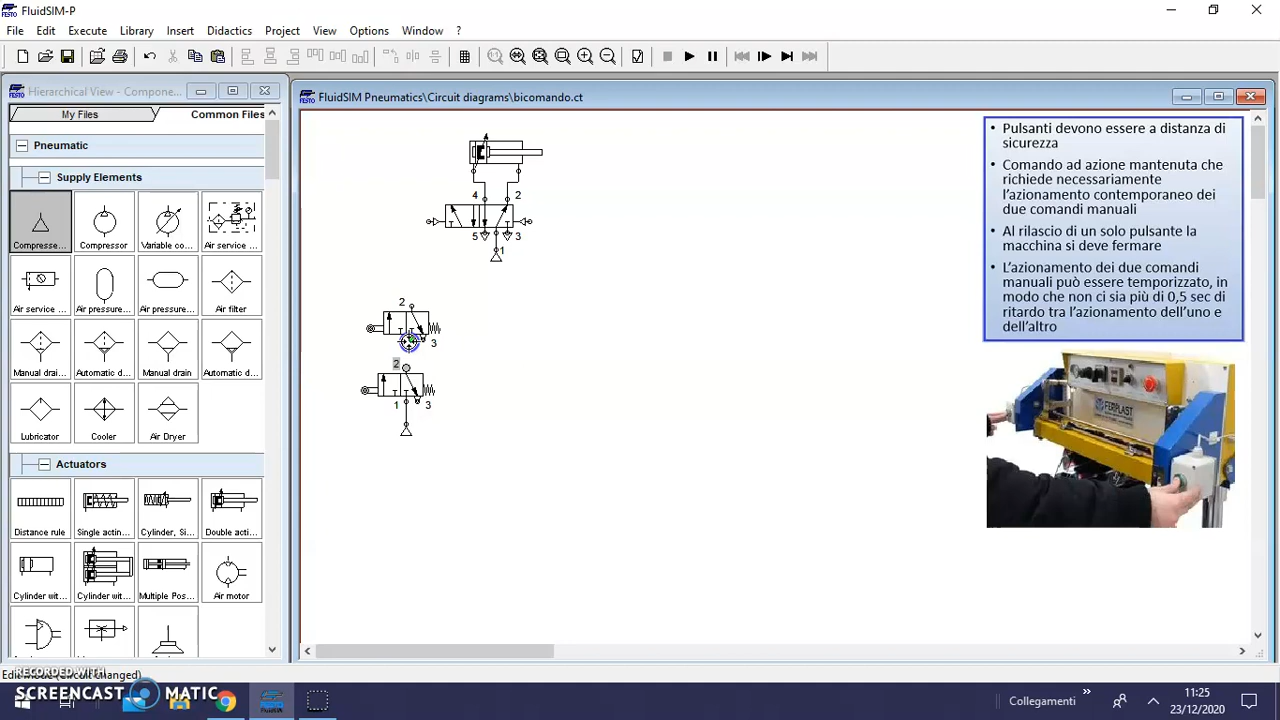 FluidSIM-P
File Edit Execute Library Insert Didactics Project View Options Window ?
Hierarchical View - Compone...
My Files
Common Files
Pneumatic
Supply Elements
Compresse... Compressor Variable co... Air service ...
Air service ... Air pressure... Air pressure... Air filter
Manual drai... Automatic d... Manual drain Automatic d...
Lubricator Cooler Air Dryer
Actuators
Distance rule Single actin... Cylinder, Si... Double acti...
Cylinder wit... Cylinder wit... Multiple Pos... Air motor
FluidSIM Pneumatics\Circuit diagrams\bicomando.ct
4 2
5 3
1
2
3
2
1 3
• Pulsanti devono essere a distanza di
sicurezza
• Comando ad azione mantenuta che
richiede necessariamente
l'azionamento contemporaneo dei
due comandi manuali
• Al rilascio di un solo pulsante la
macchina si deve fermare
• L'azionamento dei due comandi
manuali può essere temporizzato, in
modo che non ci sia più di 0,5 sec di
ritardo tra l'azionamento dell'uno e
dell'altro
RECORDED WITH
SCREENCAST MATIC
Collegamenti
11:25
23/12/2020